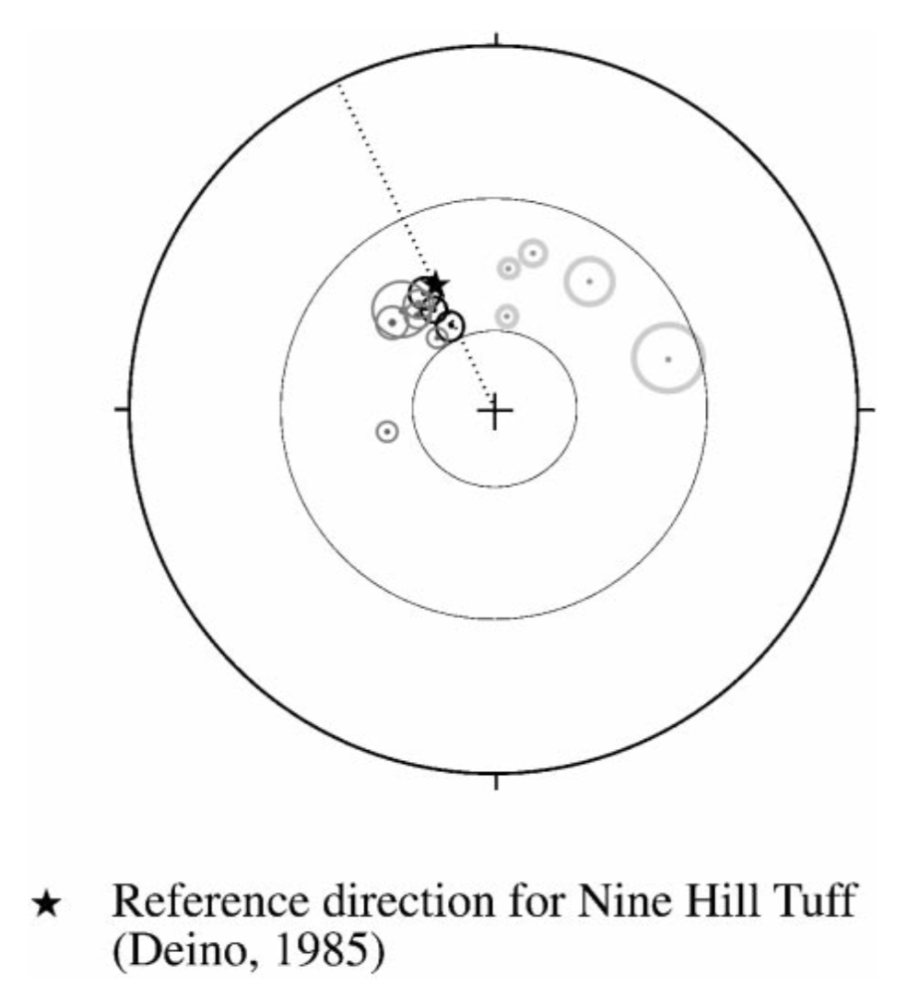 Reference direction for Nine Hill Tuff
(Deino, 1985)